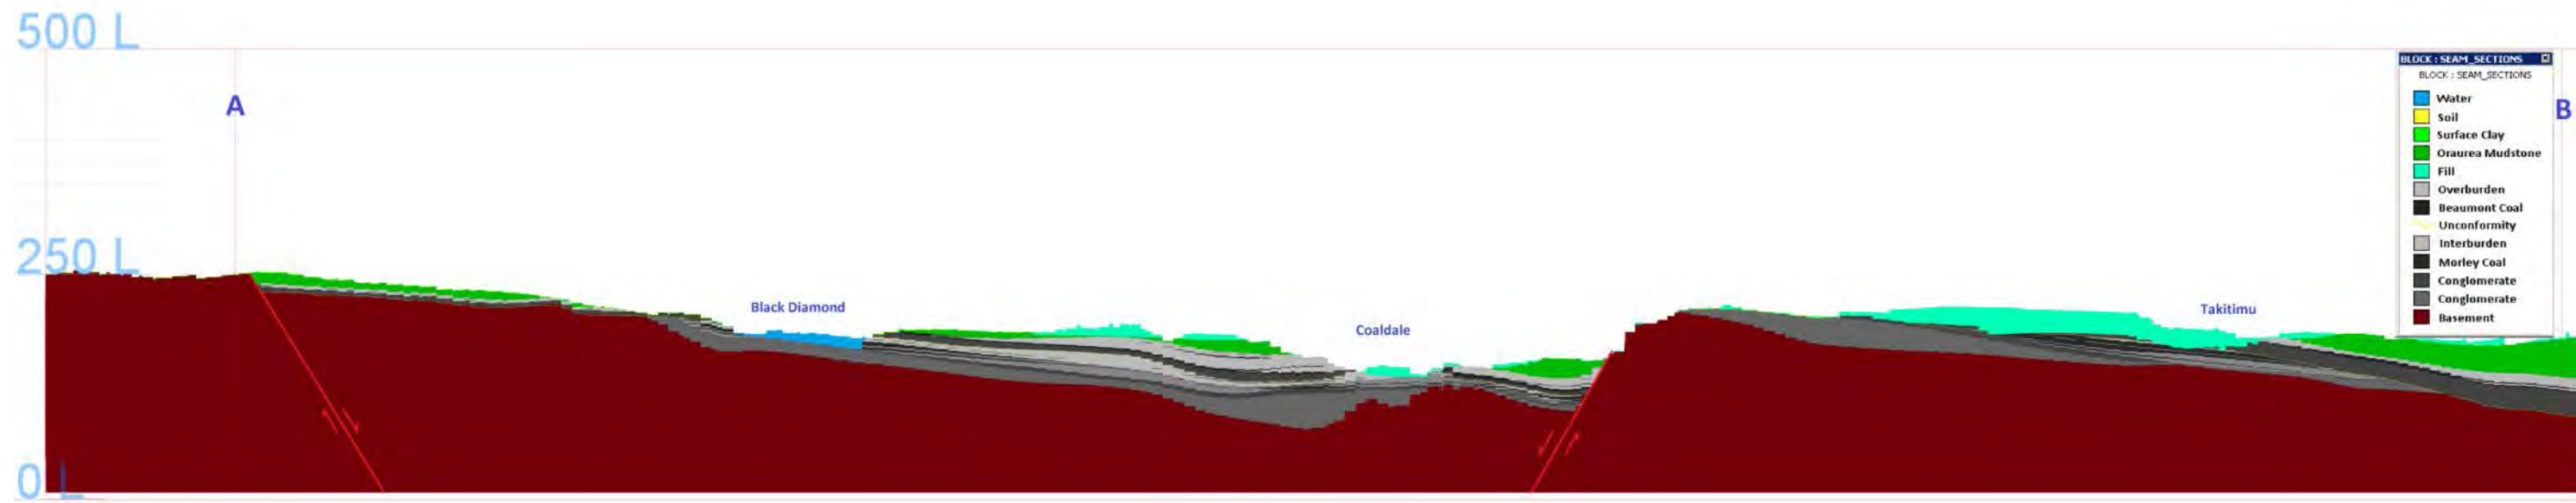 500 L
A
250 L
Black Diamond
Coaldale
Takitimu
0 L
BLOCK : SEAM_SECTIONS
BLOCK : SEAM_SECTIONS
Water
Soil
Surface Clay
Oraurea Mudstone
Fill
Overburden
Beaumont Coal
Unconformity
Interburden
Morley Coal
Conglomerate
Conglomerate
Basement
B